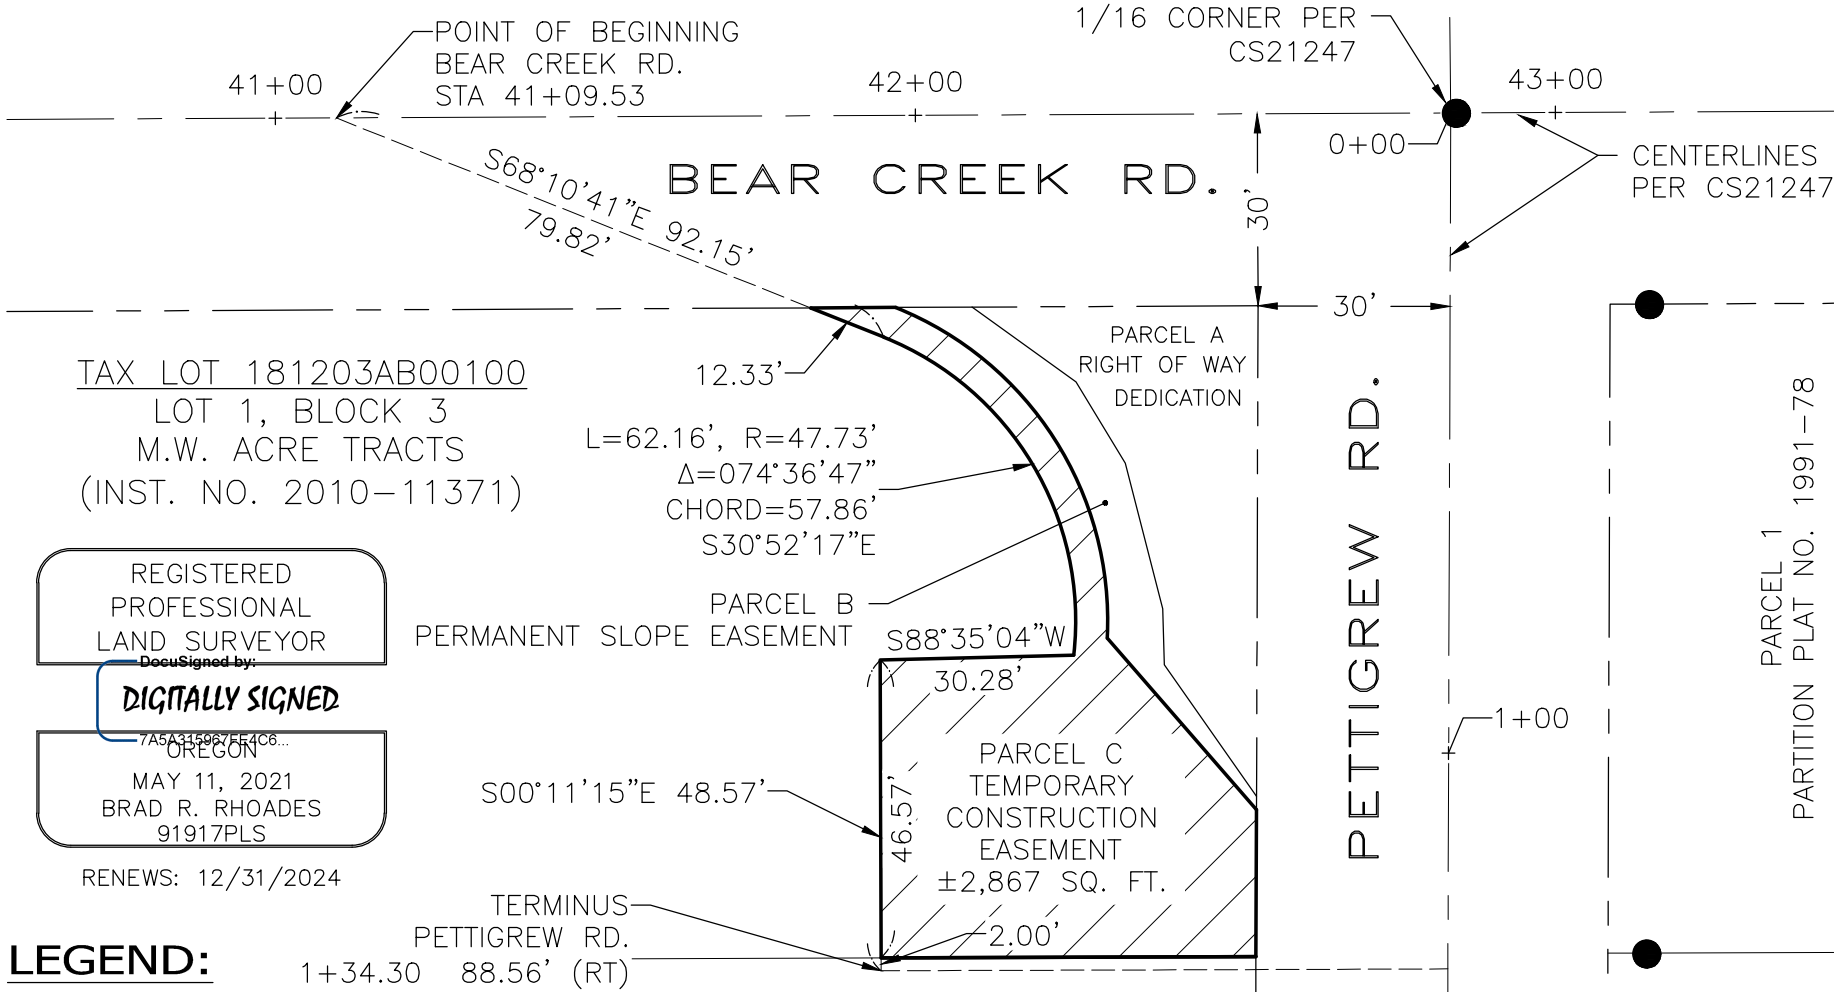 1/16 CORNER PER
CS21247
POINT OF BEGINNING
BEAR CREEK RD.
STA 41+09.53
41+00
42+00
43+00
0+00
CENTERLINES
PER CS21247
S68°10'41"E 92.15'
79.82'
BEAR CREEK RD.
30'
30'
PARCEL A
RIGHT OF WAY
DEDICATION
TAX LOT 181203AB00100
LOT 1, BLOCK 3
M.W. ACRE TRACTS
(INST. NO. 2010-11371)
12.33'
L=62.16', R=47.73'
Δ=074°36'47"
CHORD=57.86'
S30°52'17"E
PARCEL B
PERMANENT SLOPE EASEMENT
PETTIGREW RD.
PARCEL 1
PARTITION PLAT NO. 1991-78
REGISTERED
PROFESSIONAL
LAND SURVEYOR
DocuSigned by:
DIGITALLY SIGNED
7A5A315967FE4C6...
OREGON
MAY 11, 2021
BRAD R. RHOADES
91917PLS
RENEWS: 12/31/2024
S88°35'04"W
30.28'
1+00
S00°11'15"E 48.57'
46.57'
PARCEL C
TEMPORARY
CONSTRUCTION
EASEMENT
±2,867 SQ. FT.
TERMINUS
PETTIGREW RD.
1+34.30 88.56' (RT)
2.00'
LEGEND: